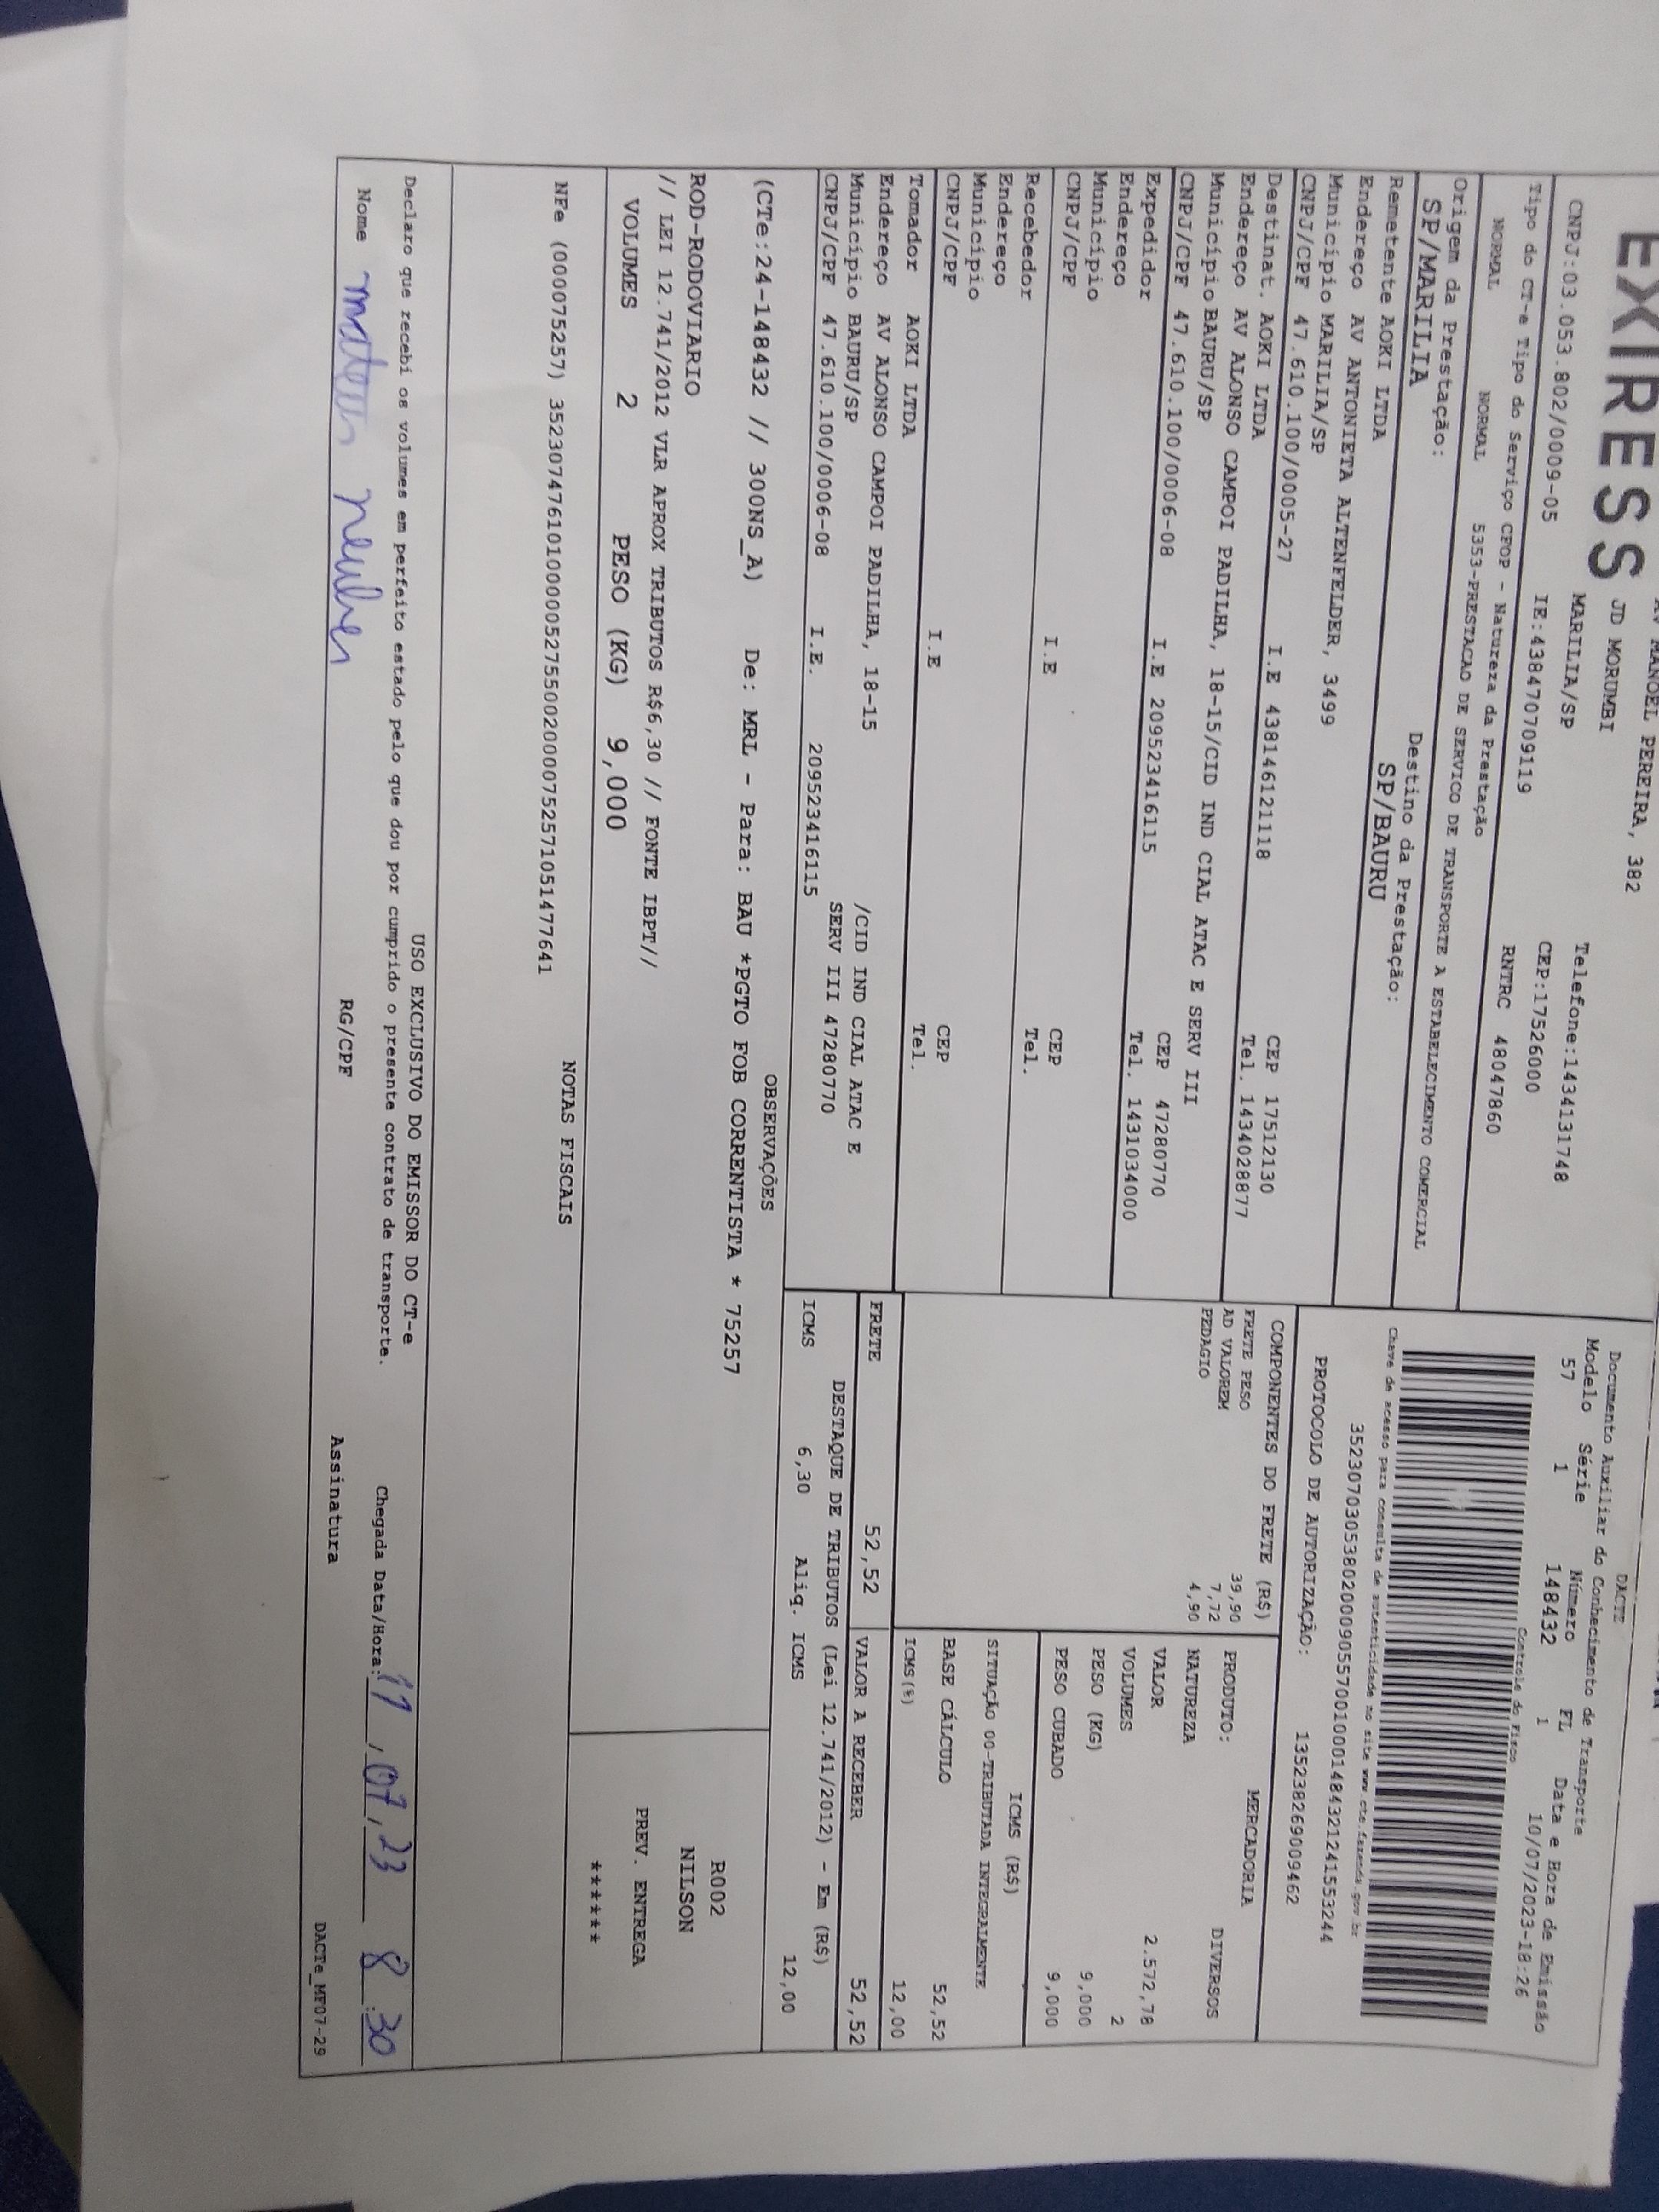 EXPRESS
MANOEL PEREIRA, 382
JD MORUMBI
MARILIA/SP Telefone:1434131748
CNPJ:03.053.802/0009-05 IE:438470709119 CEP:17526000
RNTRC 48047860
Tipo do CT-e Tipo do Serviço CFOP - Natureza da Prestação
NORMAL NORMAL 5353-PRESTACAO DE SERVICO DE TRANSPORTE A ESTABELECIMENTO COMERCIAL
Origem da Prestação: Destino da Prestação:
SP/MARILIA SP/BAURU
Remetente AOKI LTDA
Endereço AV ANTONIETA ALTENFELDER, 3499
Município MARILIA/SP CEP 17512130
CNPJ/CPF 47.610.100/0005-27 I.E 438146121118 Tel. 1434028877
Destinat. AOKI LTDA
Endereço AV ALONSO CAMPOI PADILHA, 18-15/CID IND CIAL ATAC E SERV III
Município BAURU/SP CEP 47280770
CNPJ/CPF 47.610.100/0006-08 I.E 209523416115 Tel. 1431034000
Expedidor
Endereço
Município CEP
CNPJ/CPF I.E Tel.
Recebedor
Endereço
Município CEP
CNPJ/CPF I.E Tel.
Tomador AOKI LTDA
Endereço AV ALONSO CAMPOI PADILHA, 18-15 /CID IND CIAL ATAC E
Município BAURU/SP SERV III 47280770
CNPJ/CPF 47.610.100/0006-08 I.E. 209523416115
DACTE
Documento Auxiliar do Conhecimento de Transporte
Modelo Série Número FL Data e Hora de Emissão
57 1 148432 1 10/07/2023-18:26
Controle do Fisco
Chave de acesso para consulta de autenticidade no site www.cte.fazenda.gov.br
35230703053802000905570010001484321241553244
PROTOCOLO DE AUTORIZAÇÃO: 135238269009462
COMPONENTES DO FRETE (R$)
FRETE PESO 39,90
AD VALOREM 7,72
PEDAGIO 4,90
MERCADORIA
PRODUTO: DIVERSOS
NATUREZA
VALOR 2.572,78
VOLUMES 2
PESO (KG) 9,000
PESO CUBADO 9,000
ICMS (R$)
SITUAÇÃO 00-TRIBUTADA INTEGRALMENTE
BASE CÁLCULO 52,52
ICMS(%) 12,00
FRETE 52,52 VALOR A RECEBER 52,52
DESTAQUE DE TRIBUTOS (Lei 12.741/2012) - Em (R$)
ICMS 6,30 Aliq. ICMS 12,00
OBSERVAÇÕES
(CTe:24-148432 // 300NS_A) De: MRL - Para: BAU *PGTO FOB CORRENTISTA * 75257
ROD-RODOVIARIO
// LEI 12.741/2012 VLR APROX TRIBUTOS R$6,30 // FONTE IBPT//
VOLUMES 2 PESO (KG) 9,000
R002
NILSON
PREV. ENTREGA
******
NOTAS FISCAIS
NFe (000075257) 35230747610100000527550020000752571051477641
USO EXCLUSIVO DO EMISSOR DO CT-e
Declaro que recebi os volumes em perfeito estado pelo que dou por cumprido o presente contrato de transporte. Chegada Data/Hora: 11,07,23 8:30
Nome mateus neuber RG/CPF Assinatura
DACTe_MF07-29